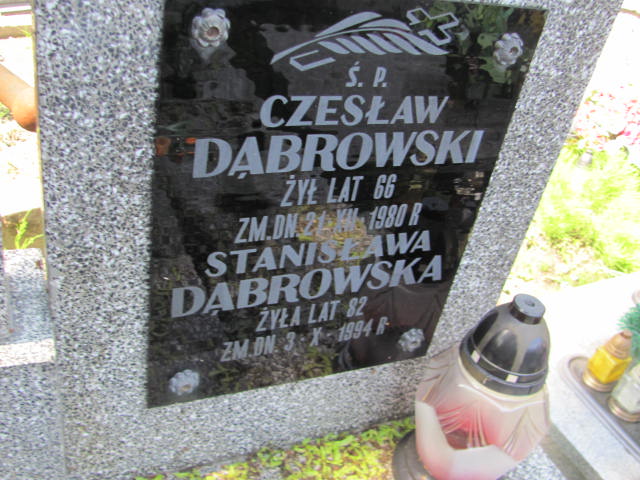 Ś. P.
CZESŁAW
DĄBROWSKI
ŻYŁ LAT 66
ZM. DN 21 XII 1980 R
STANISŁAWA
DĄBROWSKA
ŻYŁA LAT 82
ZM. DN 3-X-1994 R